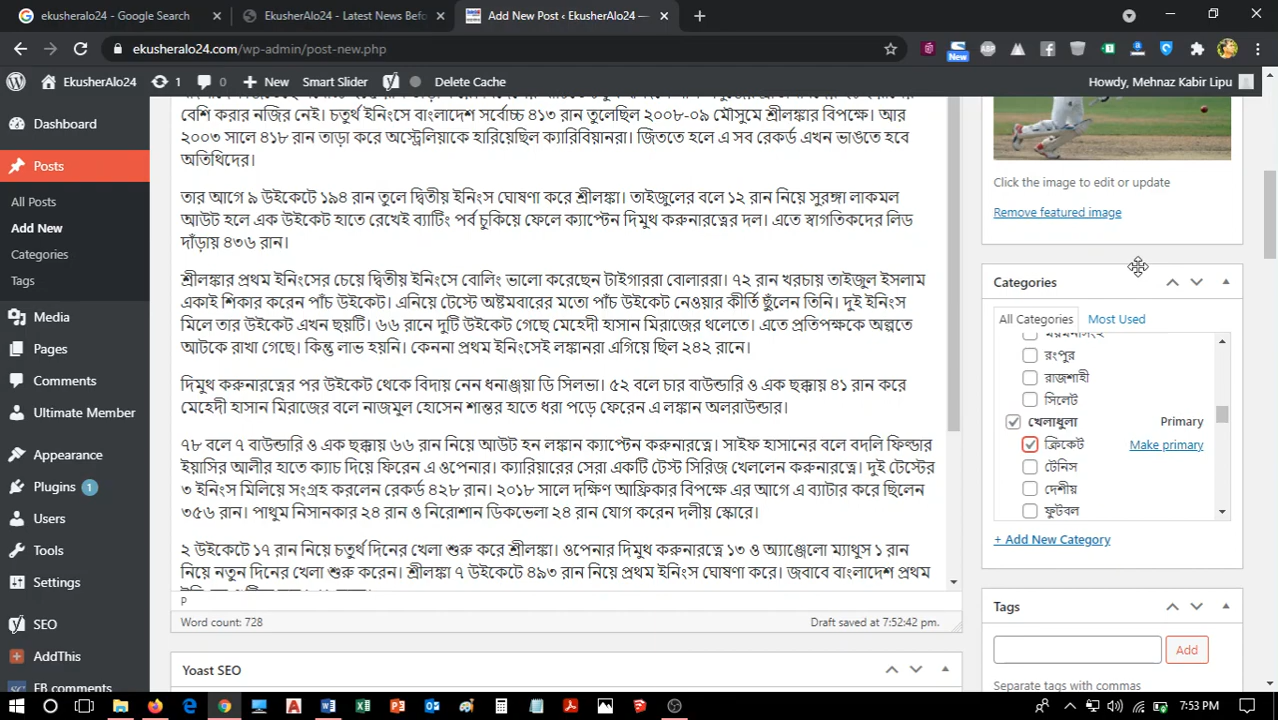 ekusheralo24 - Google Search
EkusherAlo24 - Latest News Befo
Add New Post ‹ EkusherAlo24 —
ekusheralo24.com/wp-admin/post-new.php
New
EkusherAlo24
1
New
Smart Slider
Delete Cache
Howdy, Mehnaz Kabir Lipu
Dashboard
Posts
All Posts
Add New
Categories
Tags
Media
Pages
Comments
Ultimate Member
Appearance
Plugins 1
Users
Tools
Settings
SEO
AddThis
FB comments
বেশি করার নজির নেই। চতুর্থ ইনিংসে বাংলাদেশ সর্বোচ্চ ৪১৩ রান তুলেছিল ২০০৮-০৯ মৌসুমে শ্রীলঙ্কার বিপক্ষে। আর
২০০৩ সালে ৪১৮ রান তাড়া করে অস্ট্রেলিয়াকে হারিয়েছিল ক্যারিবিয়ানরা। জিততে হলে এ সব রেকর্ড এখন ভাঙতে হবে
অতিথিদের।
তার আগে ৯ উইকেটে ১৯৪ রান তুলে দ্বিতীয় ইনিংস ঘোষণা করে শ্রীলঙ্কা। তাইজুলের বলে ১২ রান নিয়ে সুরঙ্গা লাকমল
আউট হলে এক উইকেট হাতে রেখেই ব্যাটিং পর্ব চুকিয়ে ফেলে ক্যাপ্টেন দিমুথ করুনারত্নের দল। এতে স্বাগতিকদের লিড
দাঁড়ায় ৪৩৬ রান।
শ্রীলঙ্কার প্রথম ইনিংসের চেয়ে দ্বিতীয় ইনিংসে বোলিং ভালো করেছেন টাইগাররা বোলাররা। ৭২ রান খরচায় তাইজুল ইসলাম
একাই শিকার করেন পাঁচ উইকেট। এনিয়ে টেস্টে অষ্টমবারের মতো পাঁচ উইকেট নেওয়ার কীর্তি ছুঁলেন তিনি। দুই ইনিংস
মিলে তার উইকেট এখন ছয়টি। ৬৬ রানে দুটি উইকেট গেছে মেহেদী হাসান মিরাজের থলেতে। এতে প্রতিপক্ষকে অল্পতে
আটকে রাখা গেছে। কিন্তু লাভ হয়নি। কেননা প্রথম ইনিংসেই লঙ্কানরা এগিয়ে ছিল ২৪২ রানে।
দিমুথ করুনারত্নের পর উইকেট থেকে বিদায় নেন ধনাঞ্জয়া ডি সিলভা। ৫২ বলে চার বাউন্ডারি ও এক ছক্কায় ৪১ রান করে
মেহেদী হাসান মিরাজের বলে নাজমুল হোসেন শান্তর হাতে ধরা পড়ে ফেরেন এ লঙ্কান অলরাউন্ডার।
৭৮ বলে ৭ বাউন্ডারি ও এক ছক্কায় ৬৬ রান নিয়ে আউট হন লঙ্কান ক্যাপ্টেন করুনারত্নে। সাইফ হাসানের বলে বদলি ফিল্ডার
ইয়াসির আলীর হাতে ক্যাচ দিয়ে ফিরেন এ ওপেনার। ক্যারিয়ারের সেরা একটি টেস্ট সিরিজ খেললেন করুনারত্নে। দুই টেস্টের
৩ ইনিংস মিলিয়ে সংগ্রহ করলেন রেকর্ড ৪২৮ রান। ২০১৮ সালে দক্ষিণ আফ্রিকার বিপক্ষে এর আগে এ ব্যাটার করে ছিলেন
৩৫৬ রান। পাথুম নিসানকার ২৪ রান ও নিরোশান ডিকভেলা ২৪ রান যোগ করেন দলীয় স্কোরে।
২ উইকেটে ১৭ রান নিয়ে চতুর্থ দিনের খেলা শুরু করে শ্রীলঙ্কা। ওপেনার দিমুথ করুনারত্নে ১৩ ও অ্যাঞ্জেলো ম্যাথুস ১ রান
নিয়ে নতুন দিনের খেলা শুরু করেন। শ্রীলঙ্কা ৭ উইকেটে ৪৯৩ রান নিয়ে প্রথম ইনিংস ঘোষণা করে। জবাবে বাংলাদেশ প্রথম
P
Word count: 728
Draft saved at 7:52:42 pm.
Yoast SEO
Click the image to edit or update
Remove featured image
Categories
All Categories
Most Used
ময়মনসিংহ
রংপুর
রাজশাহী
সিলেট
খেলাধুলা
Primary
ক্রিকেট
Make primary
টেনিস
দেশীয়
ফুটবল
+ Add New Category
Tags
Add
Separate tags with commas
7:53 PM